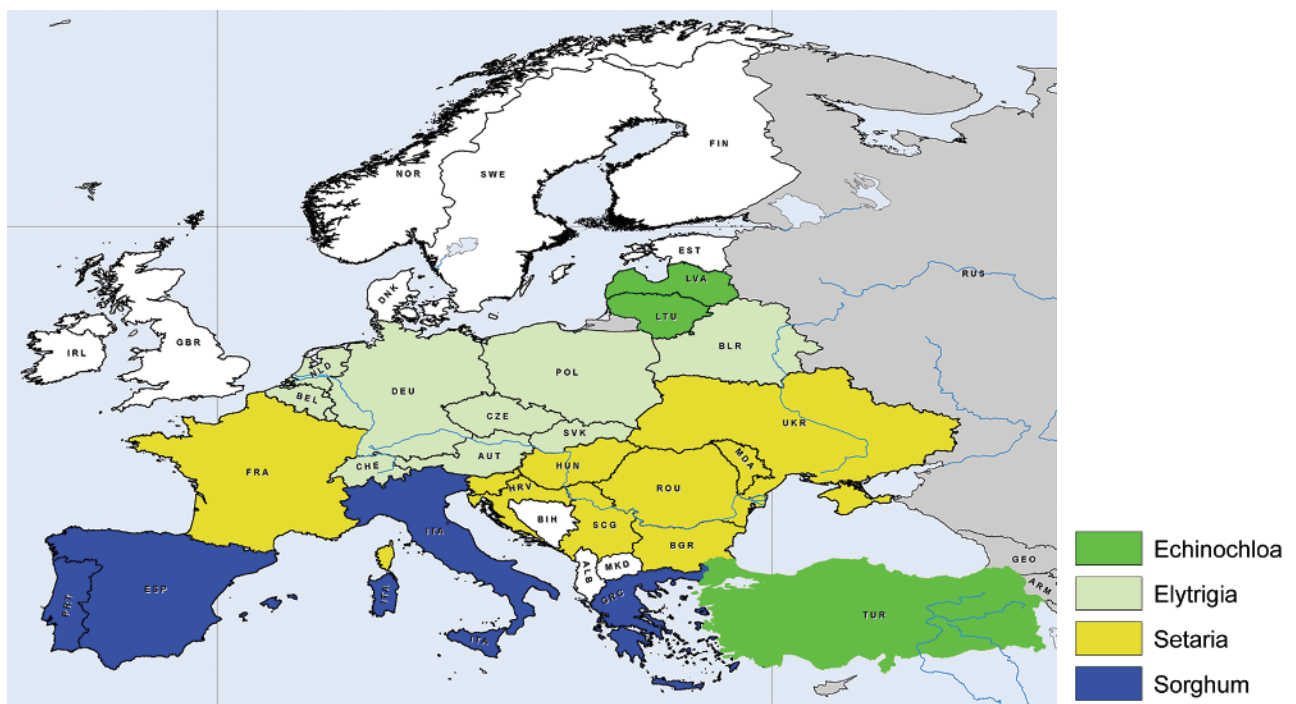 FIN
NOR
SWE
EST
RUS
LVA
DNK
LTU
IRL
GBR
BLR
NLD
POL
DEU
BEL
CZE
UKR
SVK
AUT
MDA
CHE
HUN
FRA
ROU
HRV
BIH
SCG
ITA
BGR
GEO
MKD
ALB
ARM
ESP
PRT
ITA
GRC
TUR
ITA
Echinochloa
Elytrigia
Setaria
Sorghum